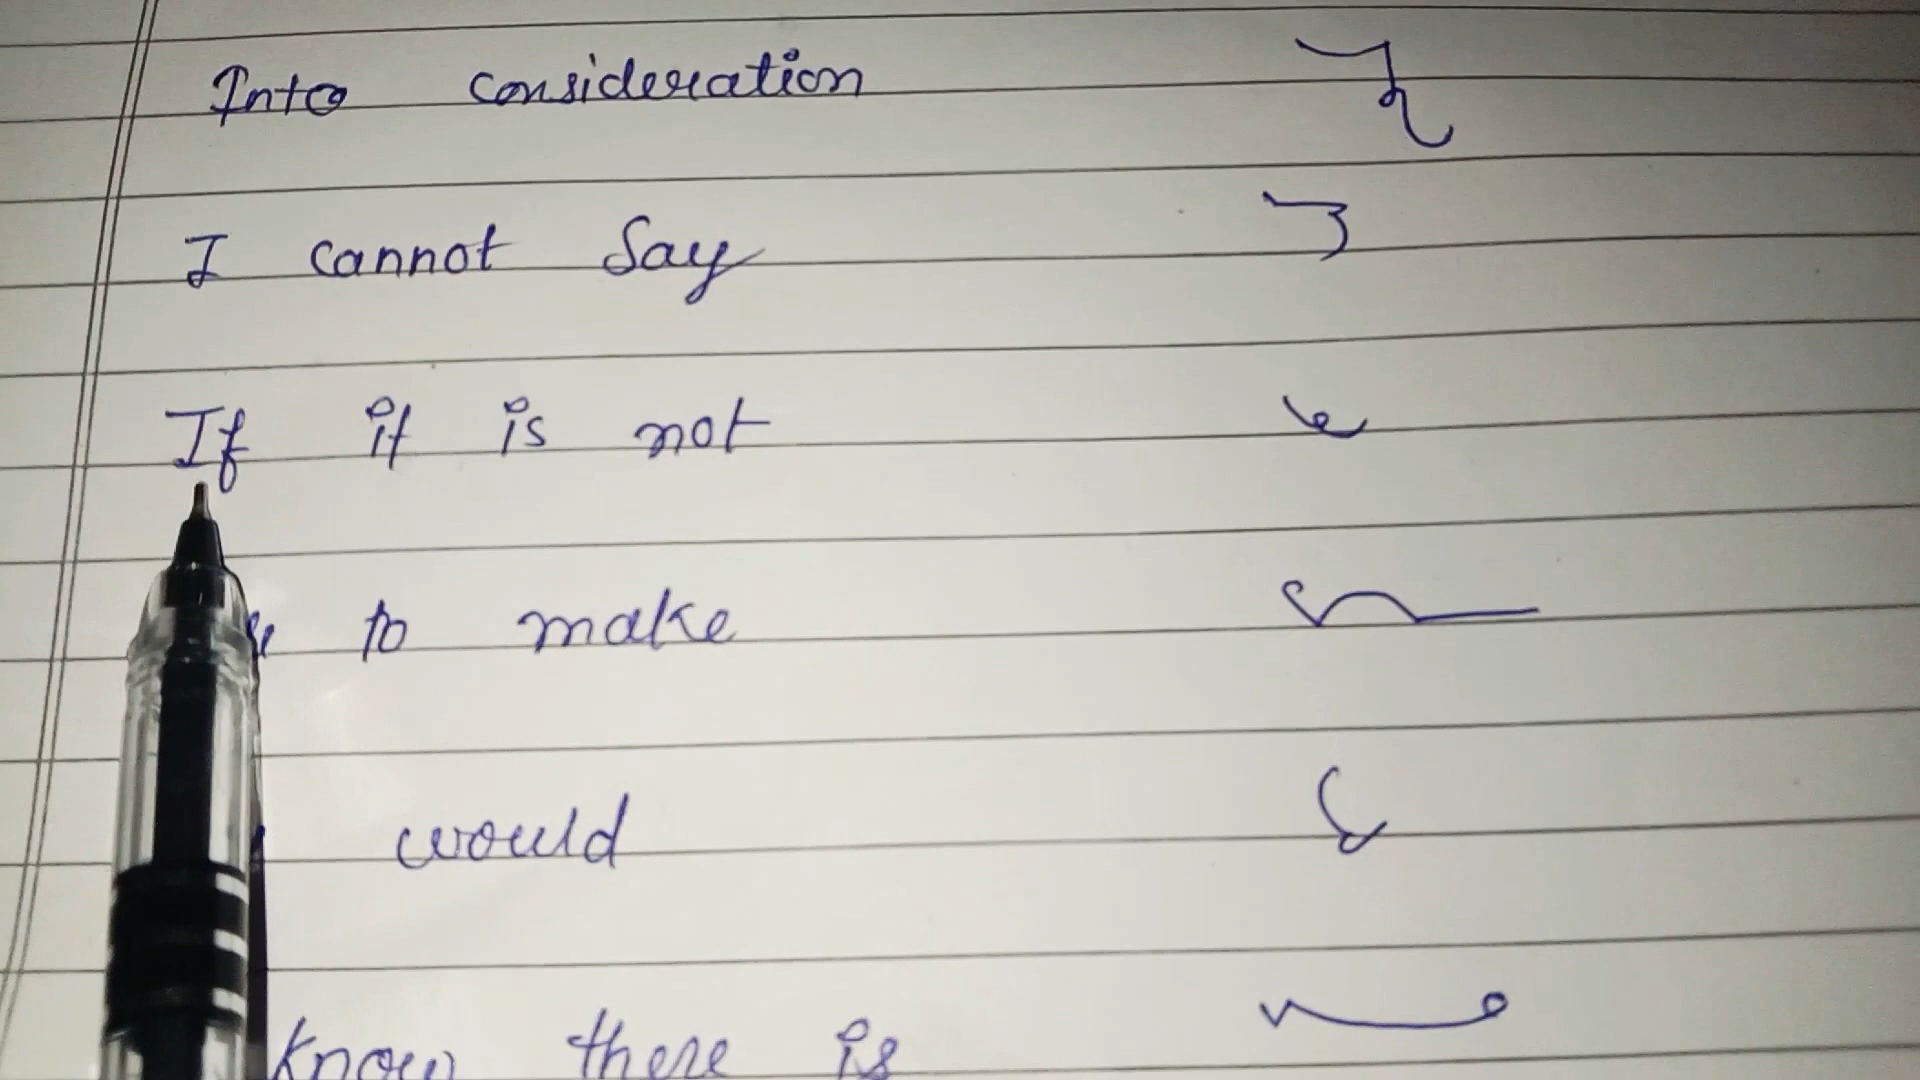 Into consideration
I cannot say
If it is not
to make
would
know there is